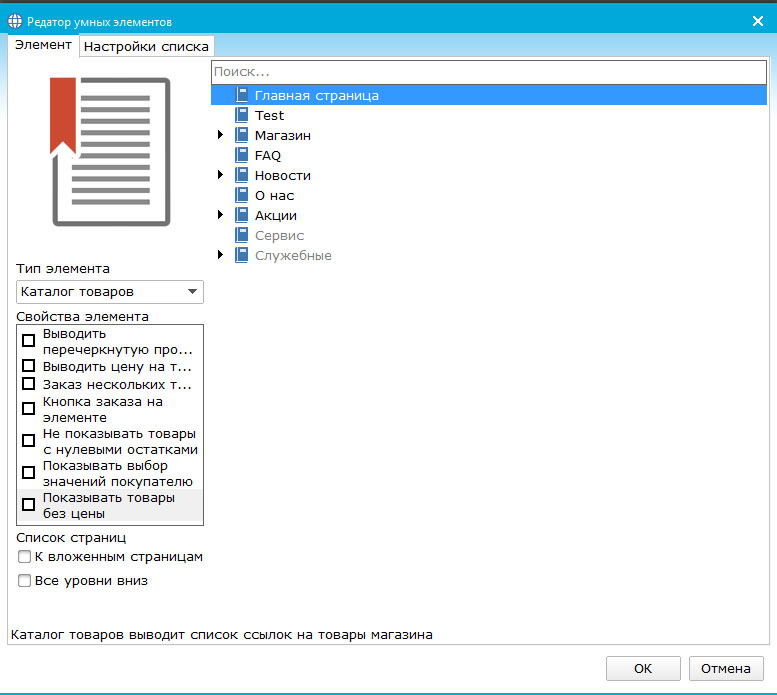 Редатор умных элементов
Элемент
Настройки списка
Поиск...
Главная страница
Test
Магазин
FAQ
Новости
О нас
Акции
Сервис
Служебные
Тип элемента
Каталог товаров
Свойства элемента
Выводить
перечеркнутую про...
Выводить цену на т...
Заказ нескольких т...
Кнопка заказа на
элементе
Не показывать товары
с нулевыми остатками
Показывать выбор
значений покупателю
Показывать товары
без цены
Список страниц
К вложенным страницам
Все уровни вниз
Каталог товаров выводит список ссылок на товары магазина
OK
Отмена